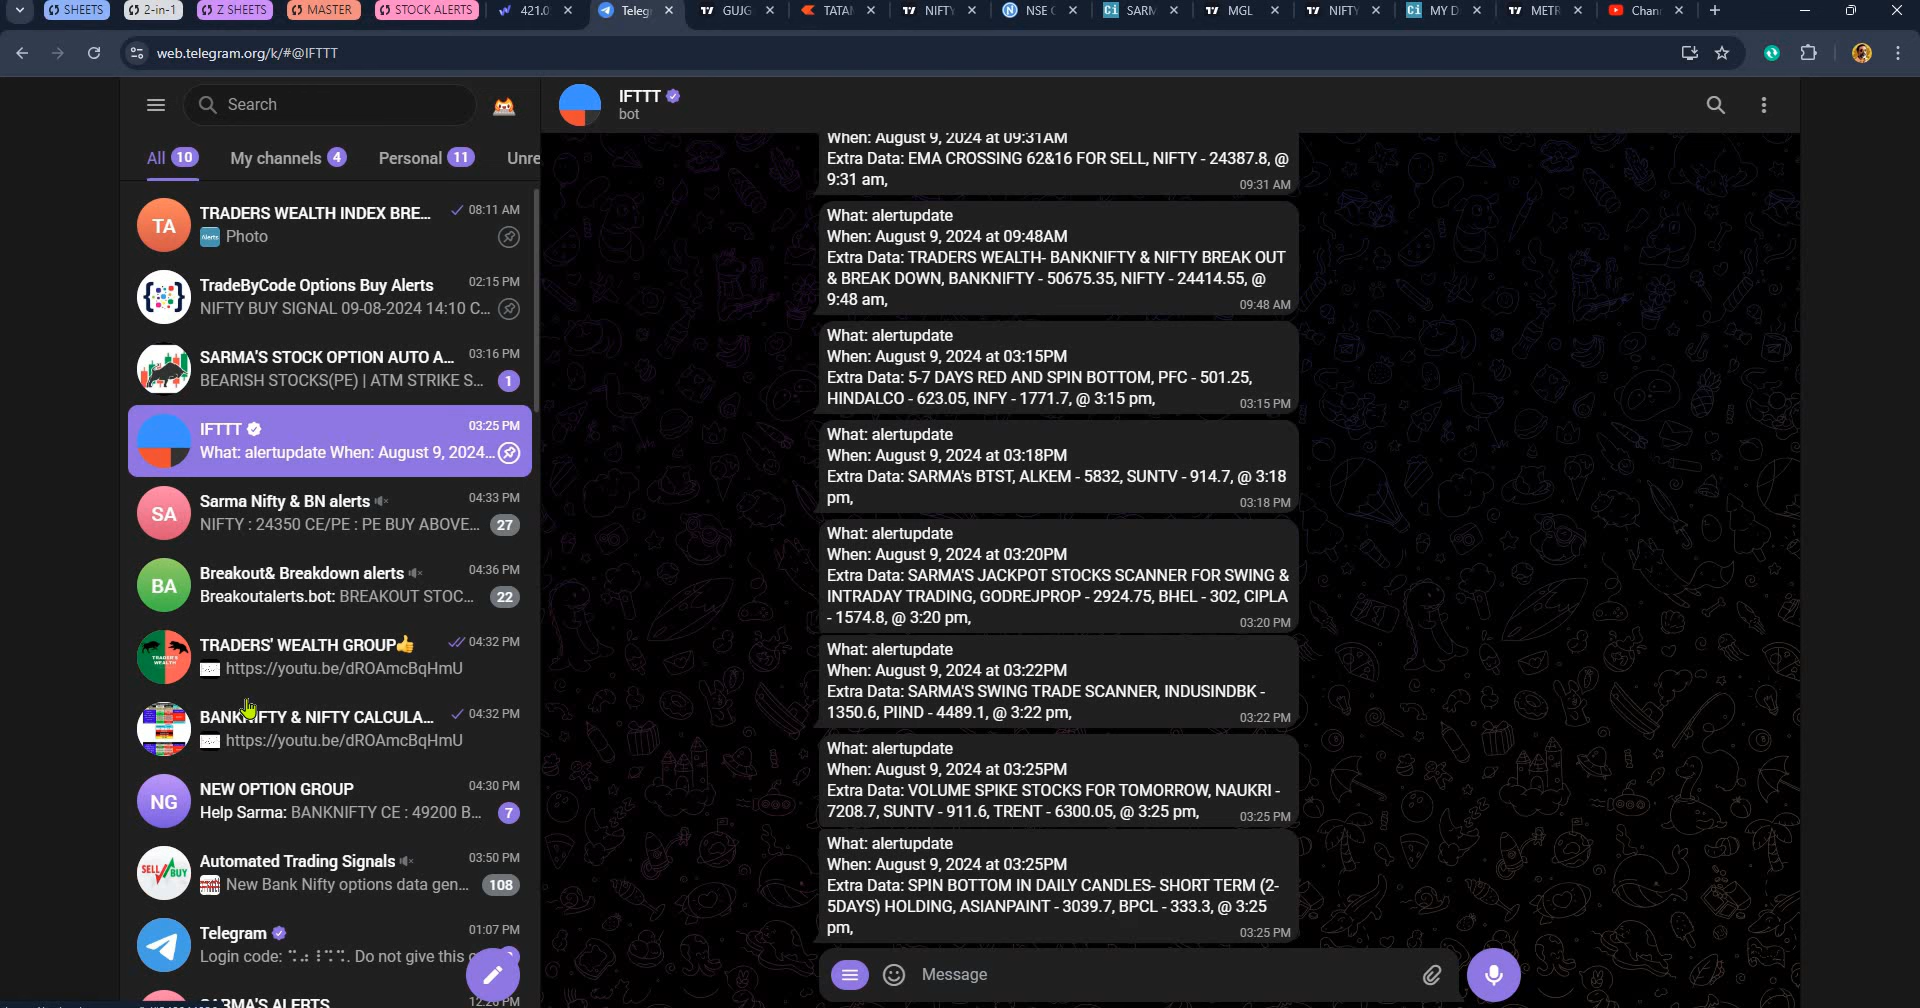 SHEETS
2-in-1
Z SHEETS
MASTER
STOCK ALERTS
421.0
Teleg
GUJG
TATA
NIFTY
NSE
SARM
MGL
NIFTY
MY D
METR
Chan
web.telegram.org/k/#@IFTTT
Search
All 10
My channels 4
Personal 11
Unre
TA
TRADERS WEALTH INDEX BRE...
08:11 AM
Photo
TradeByCode Options Buy Alerts
02:15 PM
NIFTY BUY SIGNAL 09-08-2024 14:10 C...
SARMA'S STOCK OPTION AUTO A...
03:16 PM
BEARISH STOCKS(PE) | ATM STRIKE S...
1
IFTTT
03:25 PM
What: alertupdate When: August 9, 2024...
SA
Sarma Nifty & BN alerts
04:33 PM
NIFTY : 24350 CE/PE : PE BUY ABOVE...
27
BA
Breakout& Breakdown alerts
04:36 PM
Breakoutalerts.bot: BREAKOUT STOC...
22
TRADERS' WEALTH GROUP👍
04:32 PM
https://youtu.be/dROAmcBqHmU
BANKNIFTY & NIFTY CALCULA...
04:32 PM
https://youtu.be/dROAmcBqHmU
NG
NEW OPTION GROUP
04:30 PM
Help Sarma: BANKNIFTY CE : 49200 B...
7
SELL BUY
Automated Trading Signals
03:50 PM
New Bank Nifty options data gen...
108
Telegram
01:07 PM
Login code: Do not give this
SARMA'S ALERTS
IFTTT
bot
When: August 9, 2024 at 09:31AM
Extra Data: EMA CROSSING 62&16 FOR SELL, NIFTY - 24387.8, @
9:31 am,
09:31 AM
What: alertupdate
When: August 9, 2024 at 09:48AM
Extra Data: TRADERS WEALTH- BANKNIFTY & NIFTY BREAK OUT
& BREAK DOWN, BANKNIFTY - 50675.35, NIFTY - 24414.55, @
9:48 am,
09:48 AM
What: alertupdate
When: August 9, 2024 at 03:15PM
Extra Data: 5-7 DAYS RED AND SPIN BOTTOM, PFC - 501.25,
HINDALCO - 623.05, INFY - 1771.7, @ 3:15 pm,
03:15 PM
What: alertupdate
When: August 9, 2024 at 03:18PM
Extra Data: SARMA's BTST, ALKEM - 5832, SUNTV - 914.7, @ 3:18
pm,
03:18 PM
What: alertupdate
When: August 9, 2024 at 03:20PM
Extra Data: SARMA'S JACKPOT STOCKS SCANNER FOR SWING &
INTRADAY TRADING, GODREJPROP - 2924.75, BHEL - 302, CIPLA
- 1574.8, @ 3:20 pm,
03:20 PM
What: alertupdate
When: August 9, 2024 at 03:22PM
Extra Data: SARMA'S SWING TRADE SCANNER, INDUSINDBK -
1350.6, PIIND - 4489.1, @ 3:22 pm,
03:22 PM
What: alertupdate
When: August 9, 2024 at 03:25PM
Extra Data: VOLUME SPIKE STOCKS FOR TOMORROW, NAUKRI -
7208.7, SUNTV - 911.6, TRENT - 6300.05, @ 3:25 pm,
03:25 PM
What: alertupdate
When: August 9, 2024 at 03:25PM
Extra Data: SPIN BOTTOM IN DAILY CANDLES- SHORT TERM (2-
5DAYS) HOLDING, ASIANPAINT - 3039.7, BPCL - 333.3, @ 3:25
pm,
03:25 PM
Message